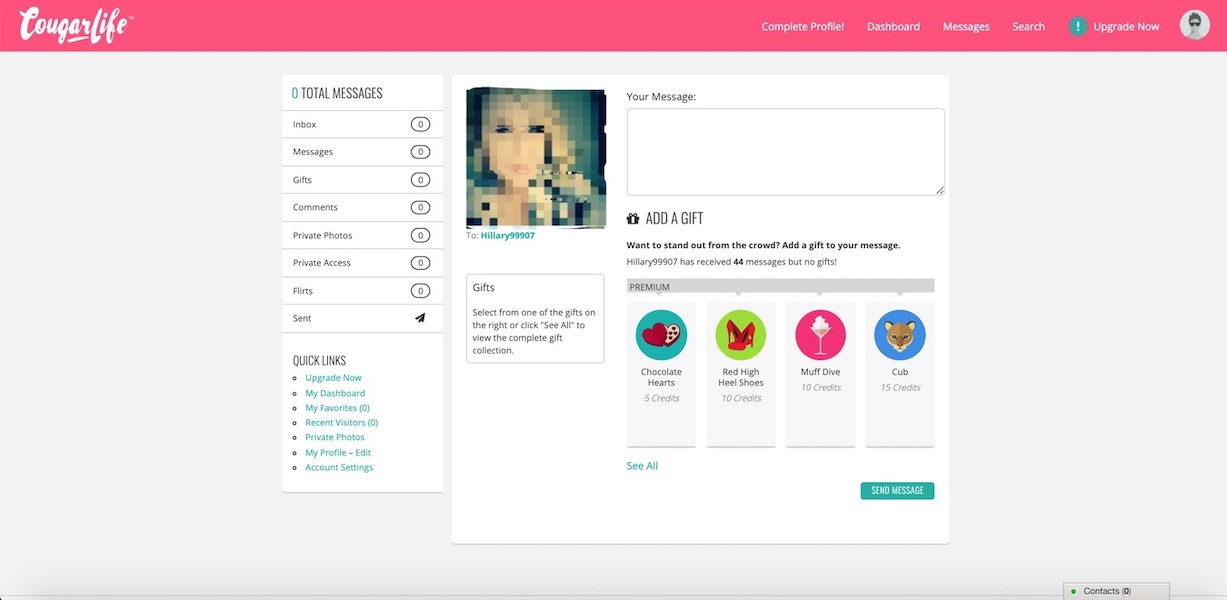 CougarLife™
Complete Profile! Dashboard Messages Search ! Upgrade Now
0 TOTAL MESSAGES
Inbox 0
Messages 0
Gifts 0
Comments 0
Private Photos 0
Private Access 0
Flirts 0
Sent
QUICK LINKS
Upgrade Now
My Dashboard
My Favorites (0)
Recent Visitors (0)
Private Photos
My Profile – Edit
Account Settings
To: Hillary99907
Gifts
Select from one of the gifts on
the right or click "See All" to
view the complete gift
collection.
Your Message:
ADD A GIFT
Want to stand out from the crowd? Add a gift to your message.
Hillary99907 has received 44 messages but no gifts!
PREMIUM
Chocolate
Hearts
5 Credits
Red High
Heel Shoes
10 Credits
Muff Dive
10 Credits
Cub
15 Credits
See All
SEND MESSAGE
Contacts (0)